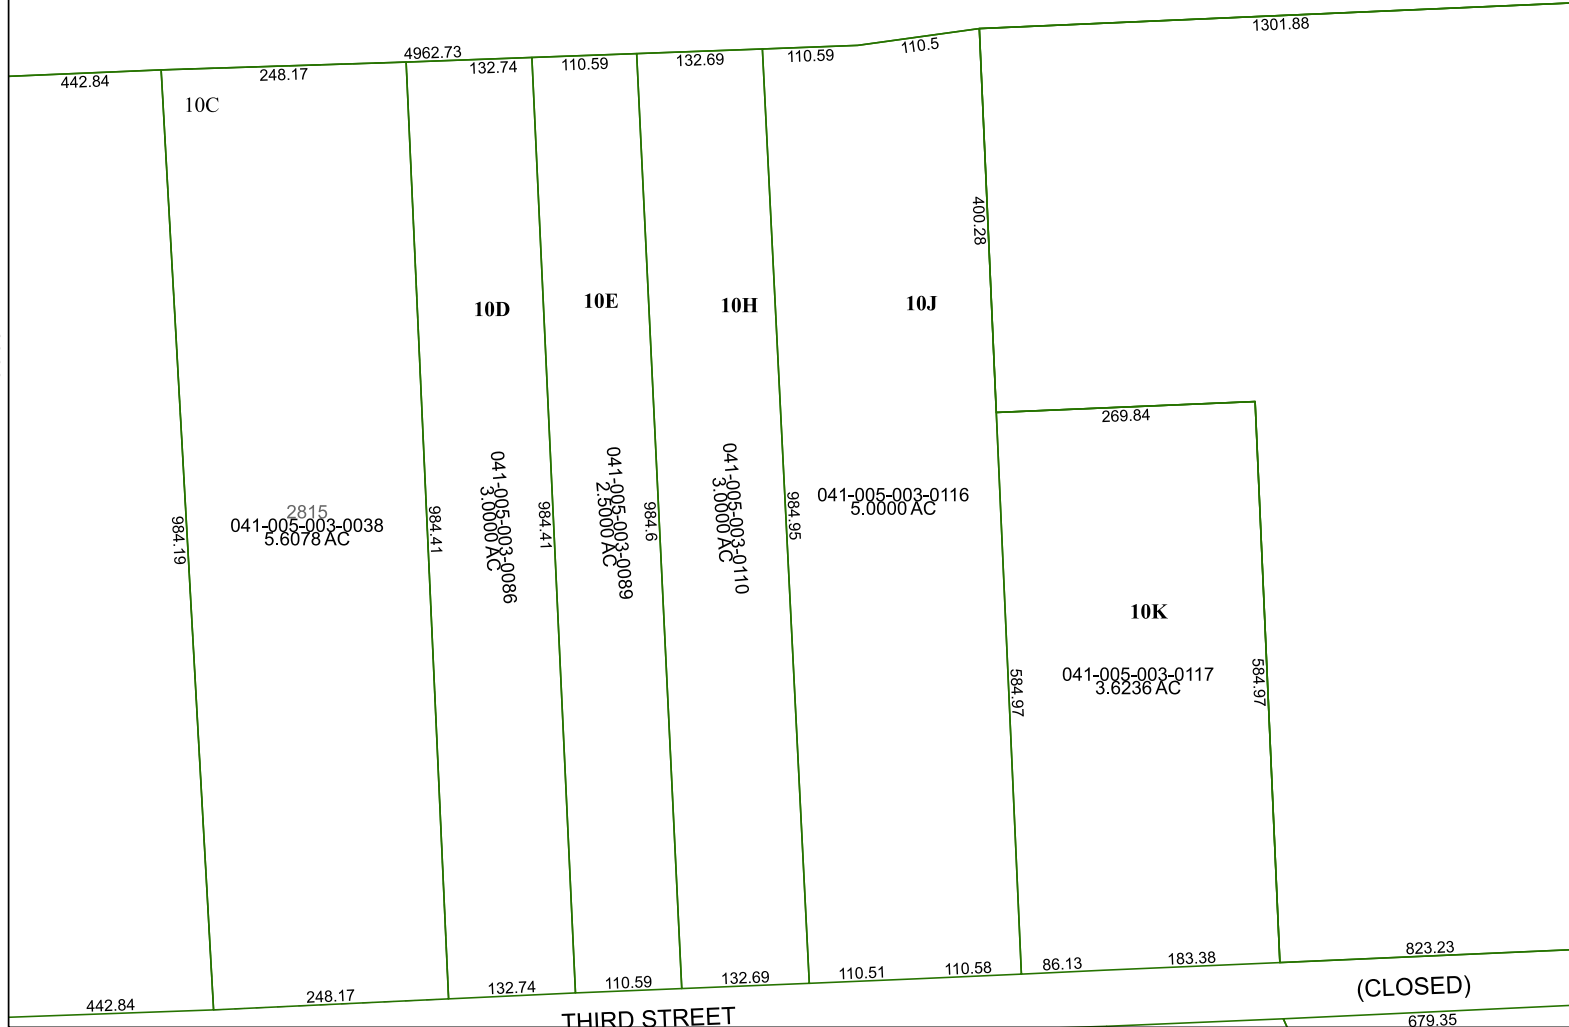 1301.88
110.5
4962.73
110.59
132.69
110.59
132.74
248.17
442.84
10C
400.28
10D
10E
10H
10J
269.84
984.19
2815
041-005-003-0038
5.6078 AC
984.41
041-005-003-0086
3.0000 AC
984.41
041-005-003-0089
2.5000 AC
984.6
041-005-003-0110
3.0000 AC
984.95
041-005-003-0116
5.0000 AC
10K
041-005-003-0117
3.6236 AC
584.97
584.97
442.84
248.17
132.74
110.59
132.69
110.51
110.58
86.13
183.38
823.23
(CLOSED)
THIRD STREET
679.35